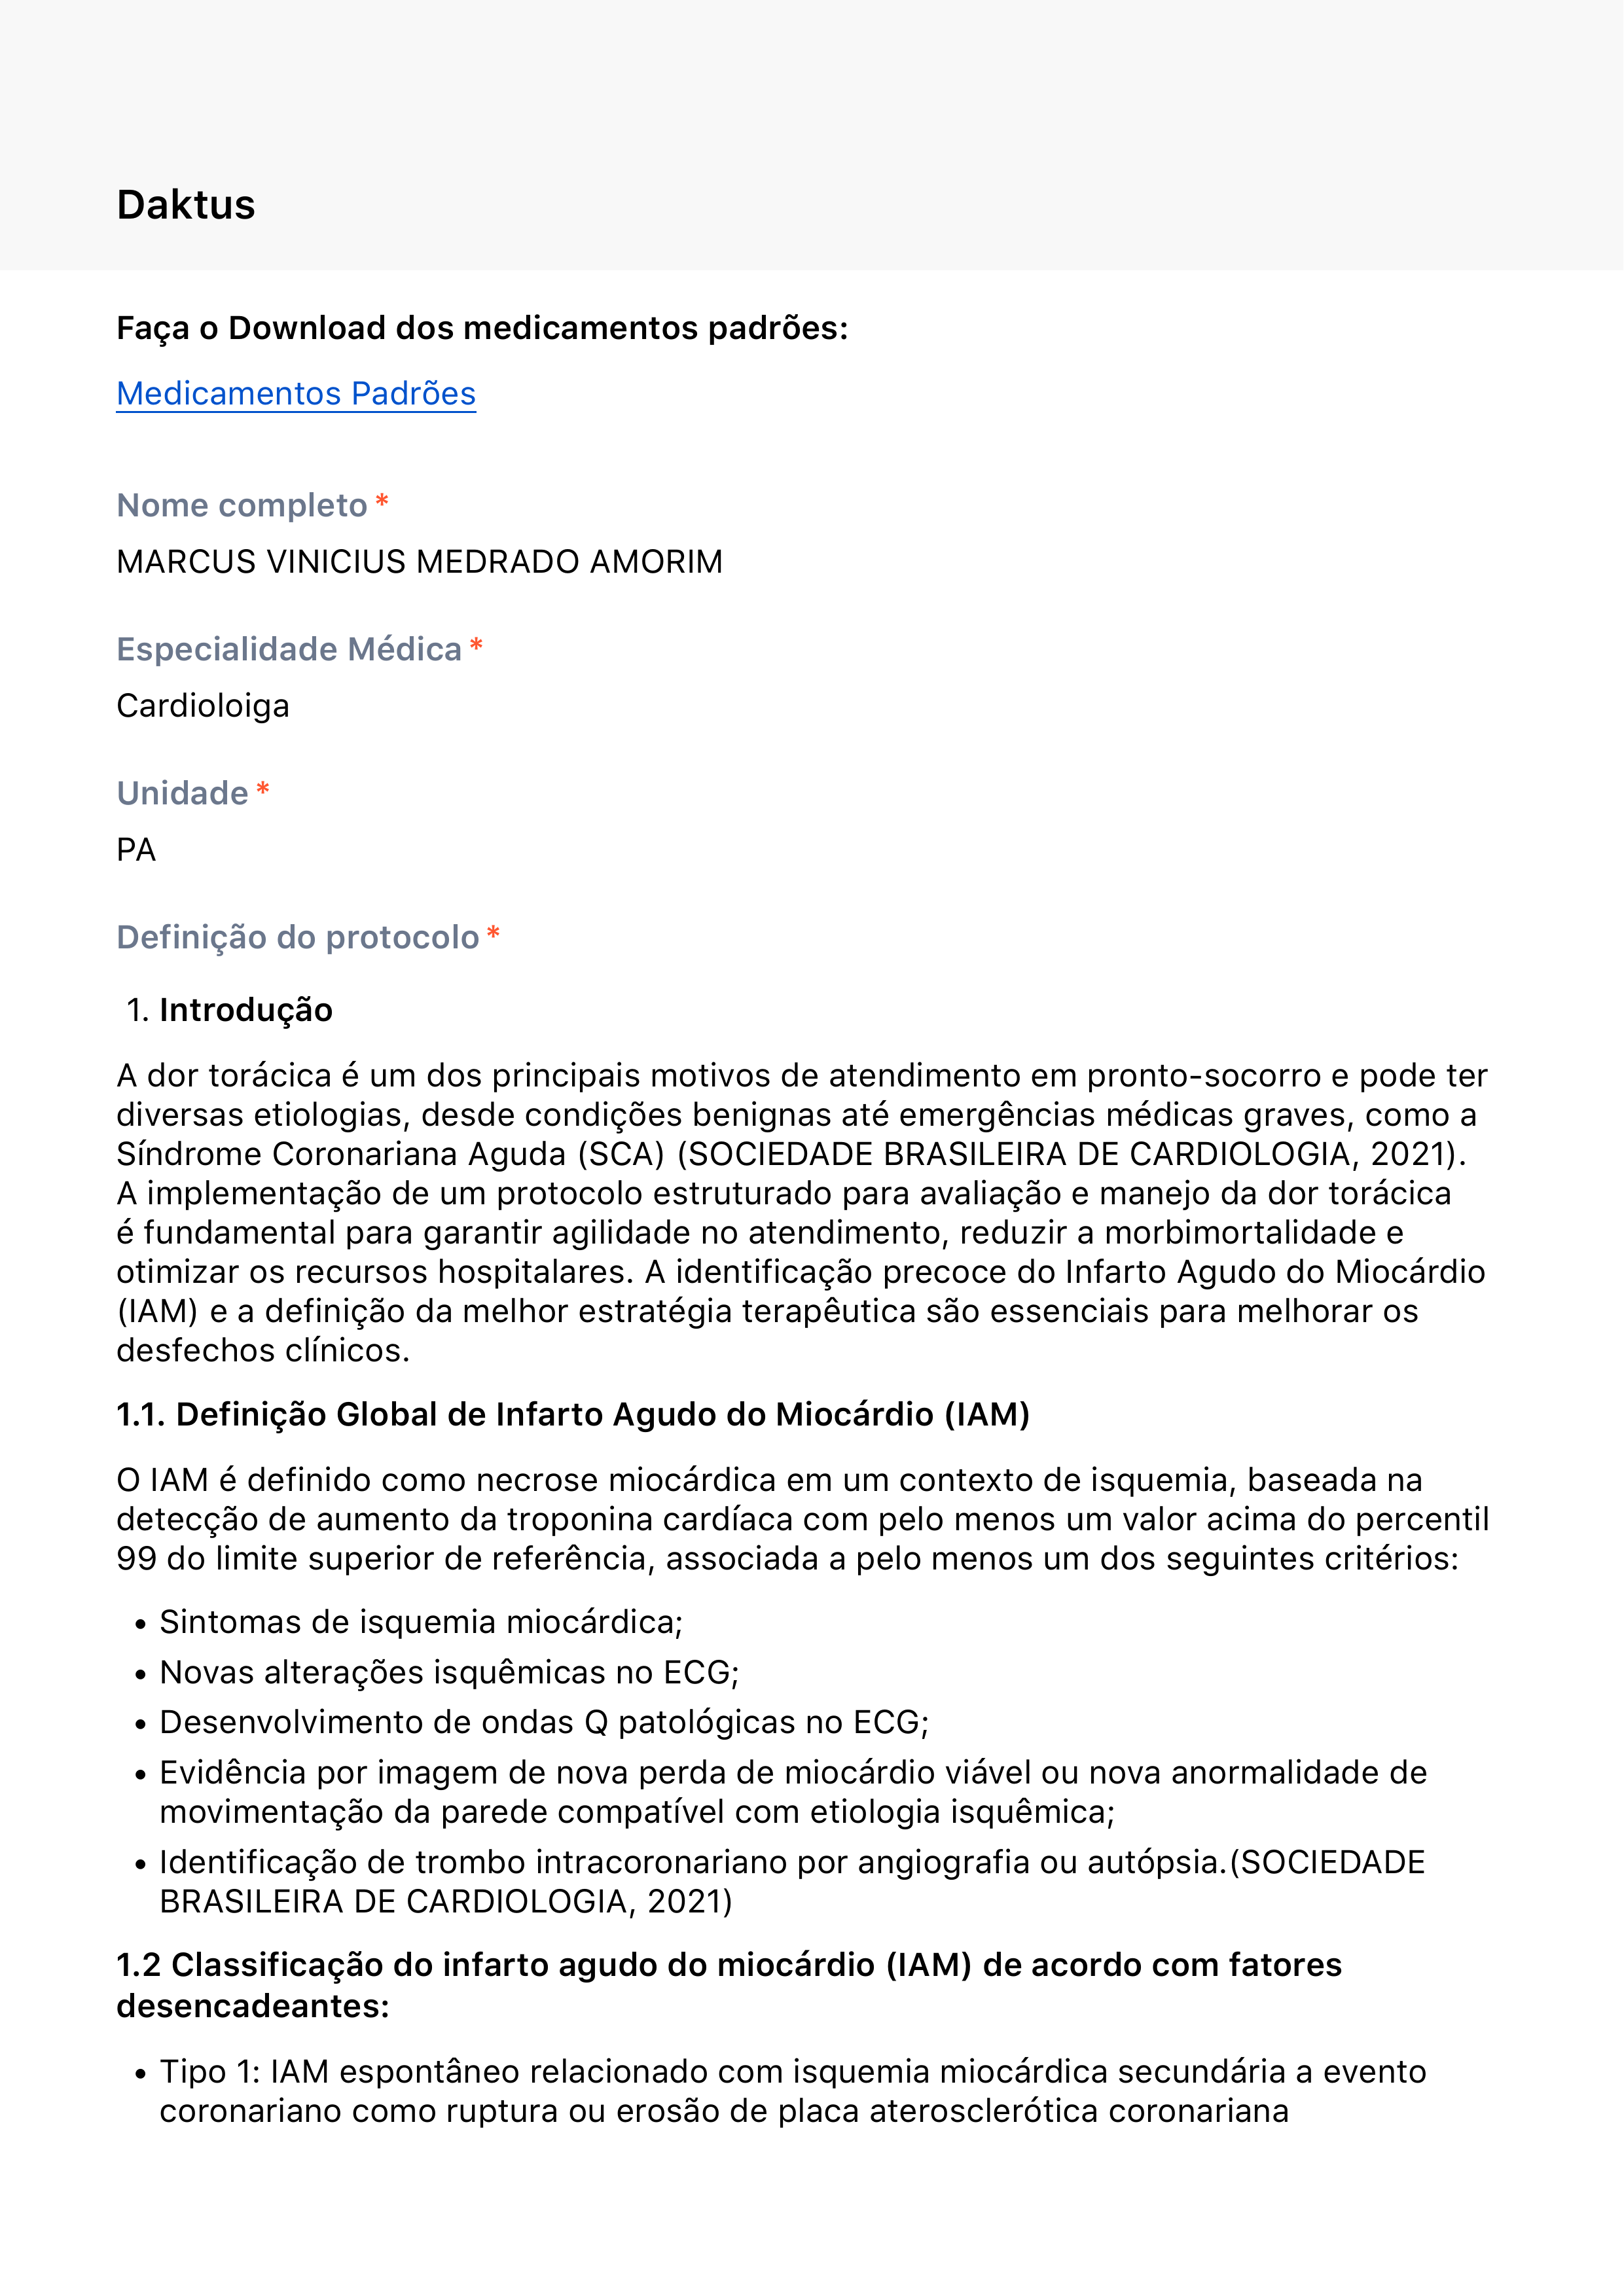 Daktus
Faça o Download dos medicamentos padrões:
Medicamentos Padrões
Nome completo *
MARCUS VINICIUS MEDRADO AMORIM
Especialidade Médica *
Cardioloiga
Unidade *
PA
Definição do protocolo *
1. Introdução
A dor torácica é um dos principais motivos de atendimento em pronto-socorro e pode ter
diversas etiologias, desde condições benignas até emergências médicas graves, como a
Síndrome Coronariana Aguda (SCA) (SOCIEDADE BRASILEIRA DE CARDIOLOGIA, 2021).
A implementação de um protocolo estruturado para avaliação e manejo da dor torácica
é fundamental para garantir agilidade no atendimento, reduzir a morbimortalidade e
otimizar os recursos hospitalares. A identificação precoce do Infarto Agudo do Miocárdio
(IAM) e a definição da melhor estratégia terapêutica são essenciais para melhorar os
desfechos clínicos.
1.1. Definição Global de Infarto Agudo do Miocárdio (IAM)
O IAM é definido como necrose miocárdica em um contexto de isquemia, baseada na
detecção de aumento da troponina cardíaca com pelo menos um valor acima do percentil
99 do limite superior de referência, associada a pelo menos um dos seguintes critérios:
• Sintomas de isquemia miocárdica;
• Novas alterações isquêmicas no ECG;
• Desenvolvimento de ondas Q patológicas no ECG;
• Evidência por imagem de nova perda de miocárdio viável ou nova anormalidade de
movimentação da parede compatível com etiologia isquêmica;
• Identificação de trombo intracoronariano por angiografia ou autópsia.(SOCIEDADE
BRASILEIRA DE CARDIOLOGIA, 2021)
1.2 Classificação do infarto agudo do miocárdio (IAM) de acordo com fatores
desencadeantes:
• Tipo 1: IAM espontâneo relacionado com isquemia miocárdica secundária a evento
coronariano como ruptura ou erosão de placa aterosclerótica coronariana